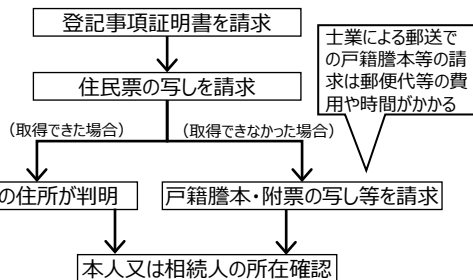 登記事項証明書を請求
士業による郵送で
の戸籍謄本等の請
求は郵便代等の費
用や時間がかかる
住民票の写しを請求
（取得できた場合）
（取得できなかった場合）
の住所が判明
戸籍謄本・附票の写し等を請求
本人又は相続人の所在確認